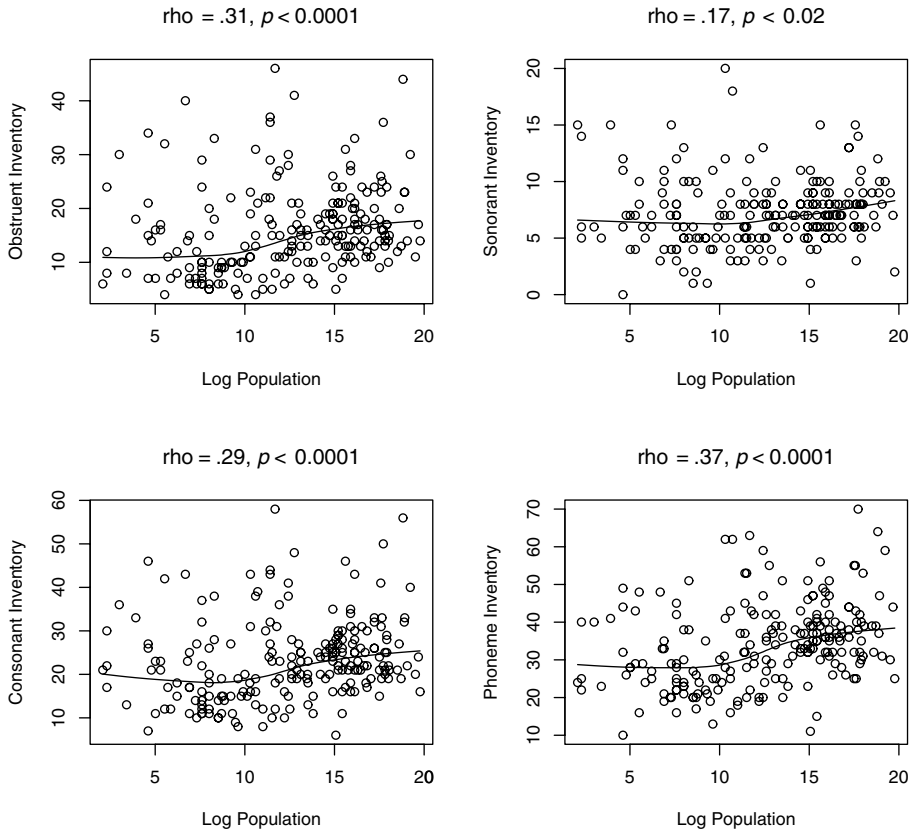 rho = .31, p < 0.0001
40
30
20
10
Obstruent Inventory
5 10 15 20
Log Population
rho = .17, p < 0.02
20
15
10
5
0
Sonorant Inventory
5 10 15 20
Log Population
rho = .29, p < 0.0001
60
50
40
30
20
10
Consonant Inventory
5 10 15 20
Log Population
rho = .37, p < 0.0001
70
60
50
40
30
20
10
Phoneme Inventory
5 10 15 20
Log Population